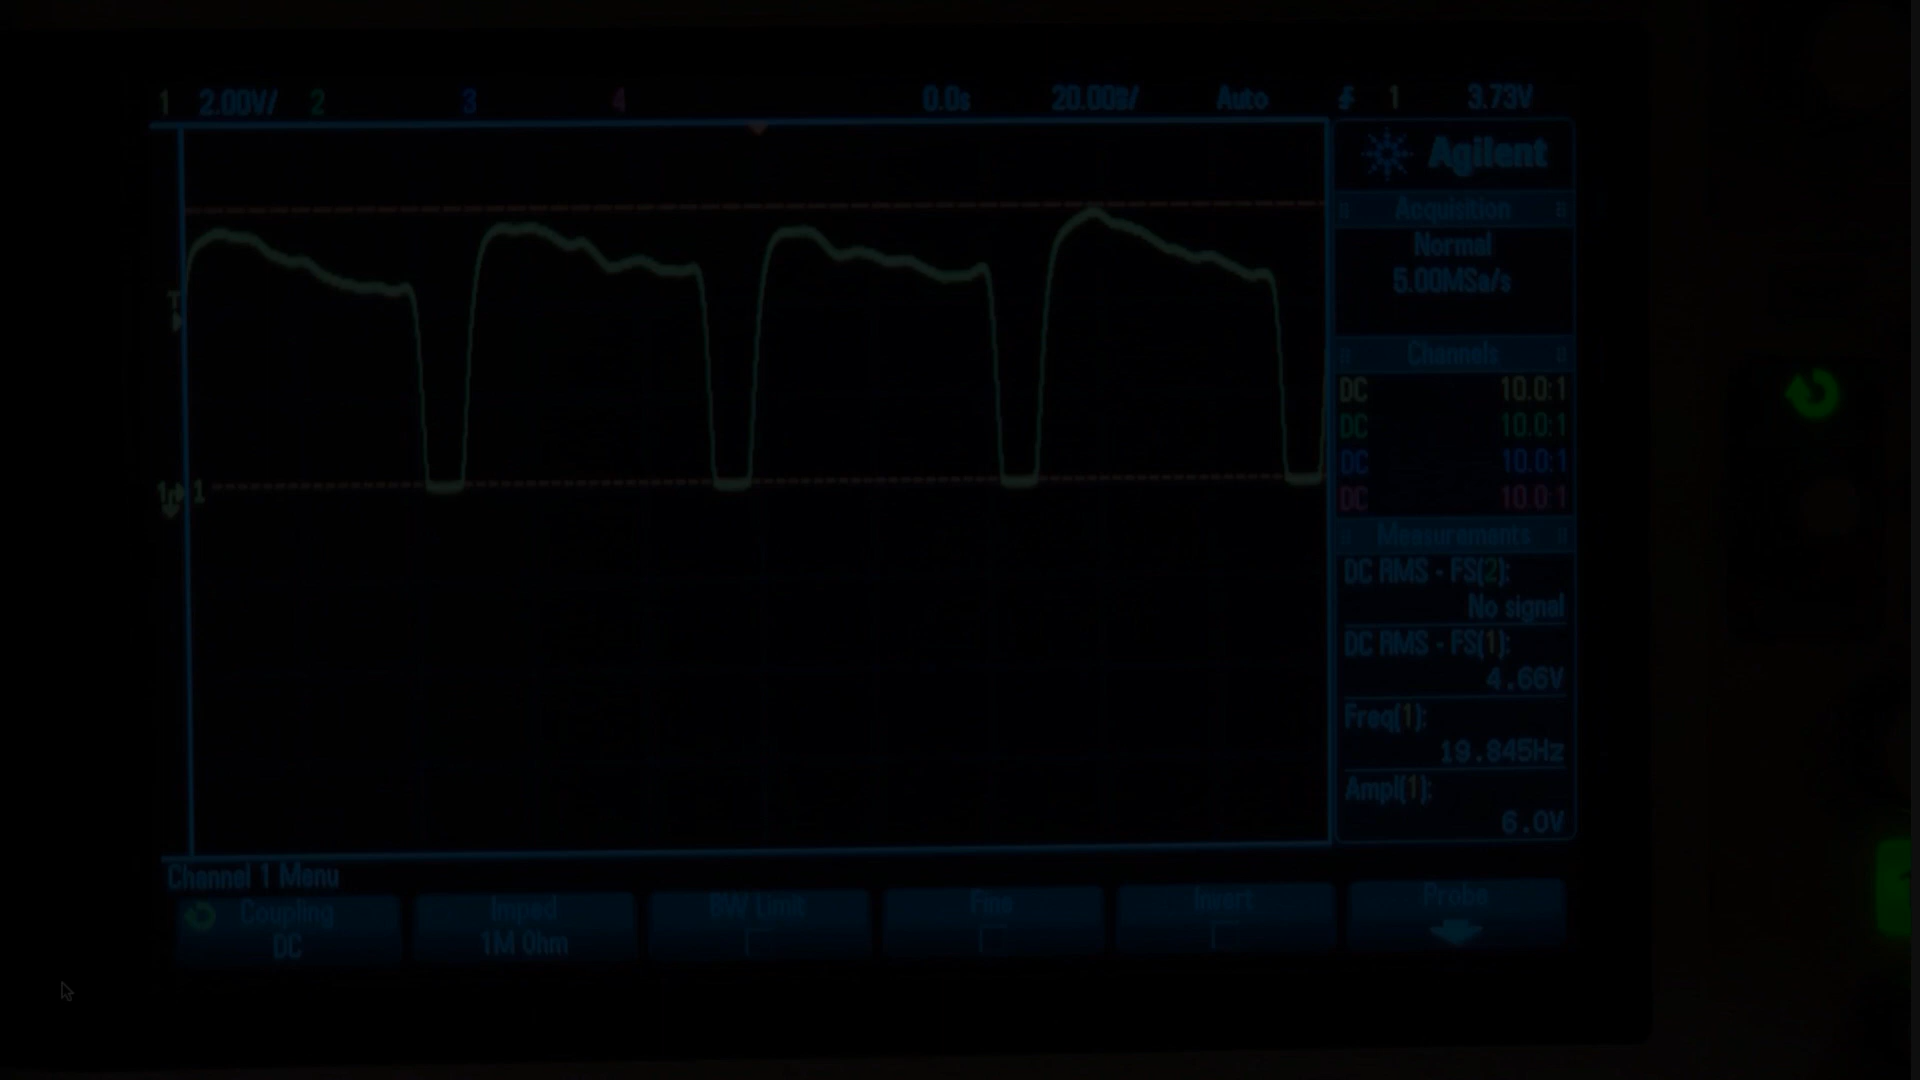 1 2.00V/ 2 3 4 0.0s 20.00s/ Auto 1 3.73V
Agilent
Acquisition
Normal
5.00MSa/s
T
Channels
DC 10.0:1
DC 10.0:1
DC 10.0:1
DC 10.0:1
1
Measurements
DC RMS - FS(2):
No signal
DC RMS - FS(1):
4.66V
Freq(1):
19.845Hz
Ampl(1):
6.0V
Channel 1 Menu
Coupling
DC
Imped
1M Ohm
BW Limit
Fine
Invert
Probe